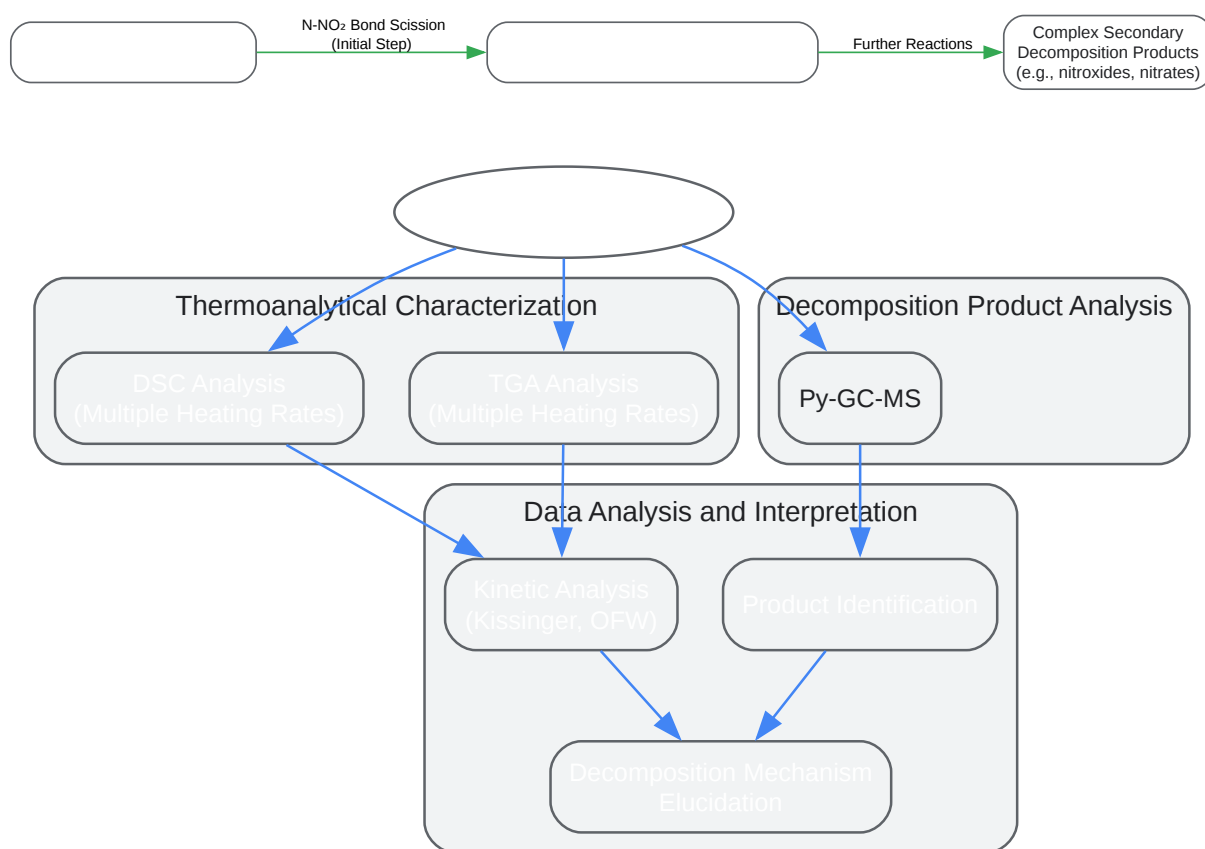 N-NO₂ Bond Scission
(Initial Step)
Further Reactions
Complex Secondary
Decomposition Products
(e.g., nitroxides, nitrates)
Thermoanalytical Characterization
Decomposition Product Analysis
DSC Analysis
(Multiple Heating Rates)
TGA Analysis
(Multiple Heating Rates)
Py-GC-MS
Data Analysis and Interpretation
Kinetic Analysis
(Kissinger, OFW)
Product Identification
Decomposition Mechanism
Elucidation